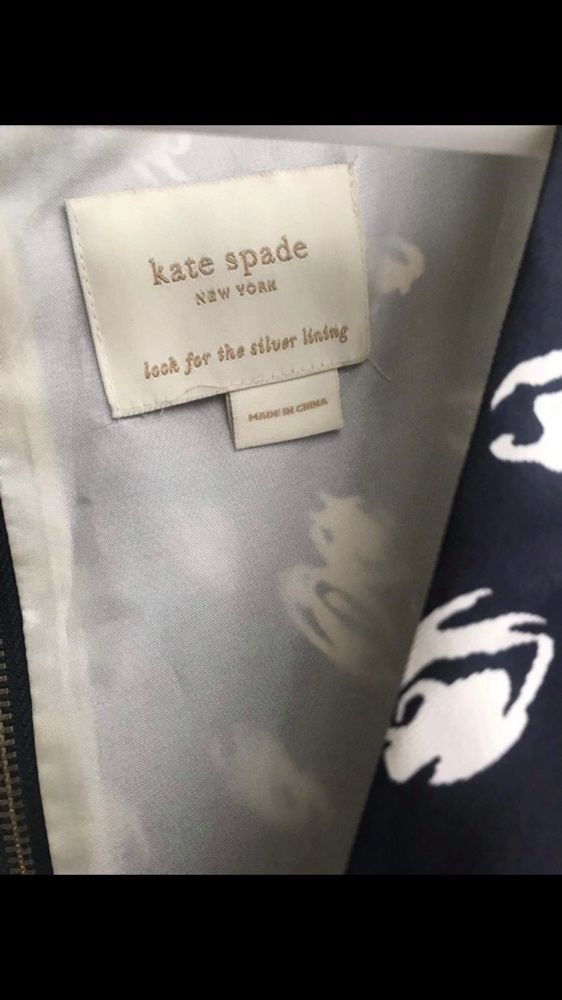 kate spade
NEW YORK
look for the silver lining
MADE IN CHINA